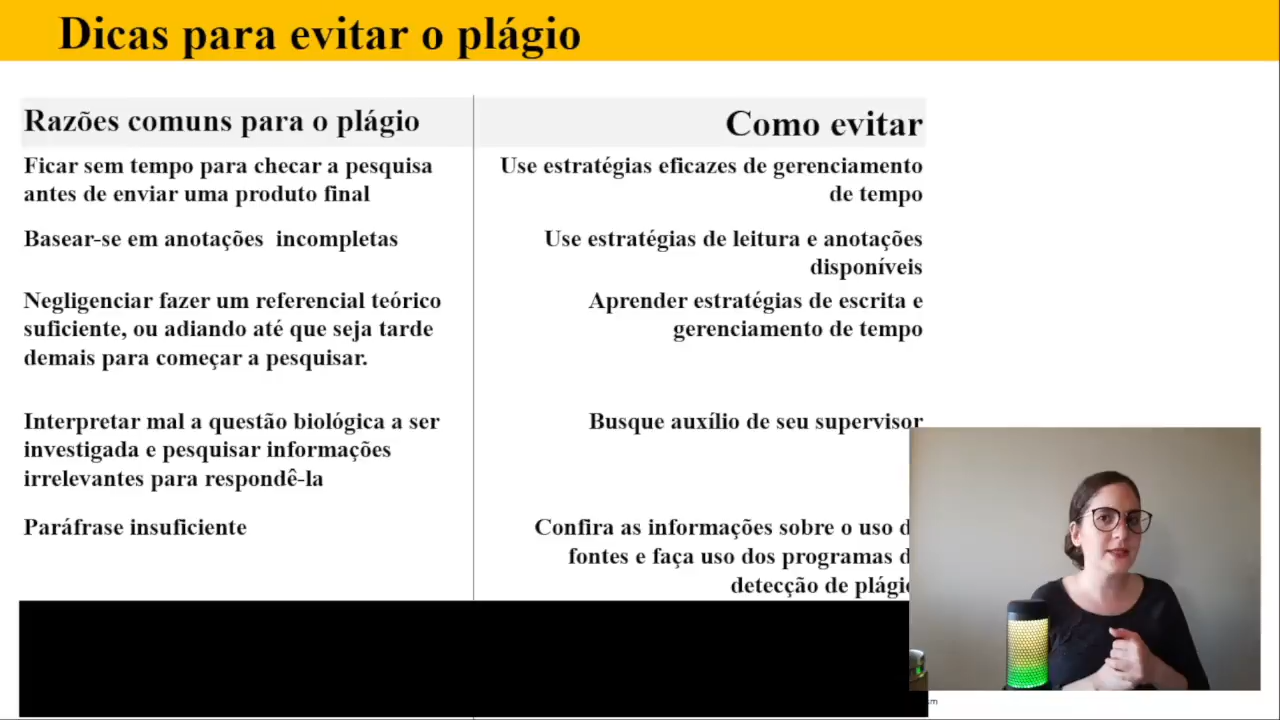 Dicas para evitar o plágio
Razões comuns para o plágio
Como evitar
Ficar sem tempo para checar a pesquisa
antes de enviar uma produto final
Use estratégias eficazes de gerenciamento
de tempo
Basear-se em anotações incompletas
Use estratégias de leitura e anotações
disponíveis
Negligenciar fazer um referencial teórico
suficiente, ou adiando até que seja tarde
demais para começar a pesquisar.
Aprender estratégias de escrita e
gerenciamento de tempo
Interpretar mal a questão biológica a ser
investigada e pesquisar informações
irrelevantes para respondê-la
Busque auxílio de seu supervisor
Paráfrase insuficiente
Confira as informações sobre o uso d
fontes e faça uso dos programas d
detecção de plági